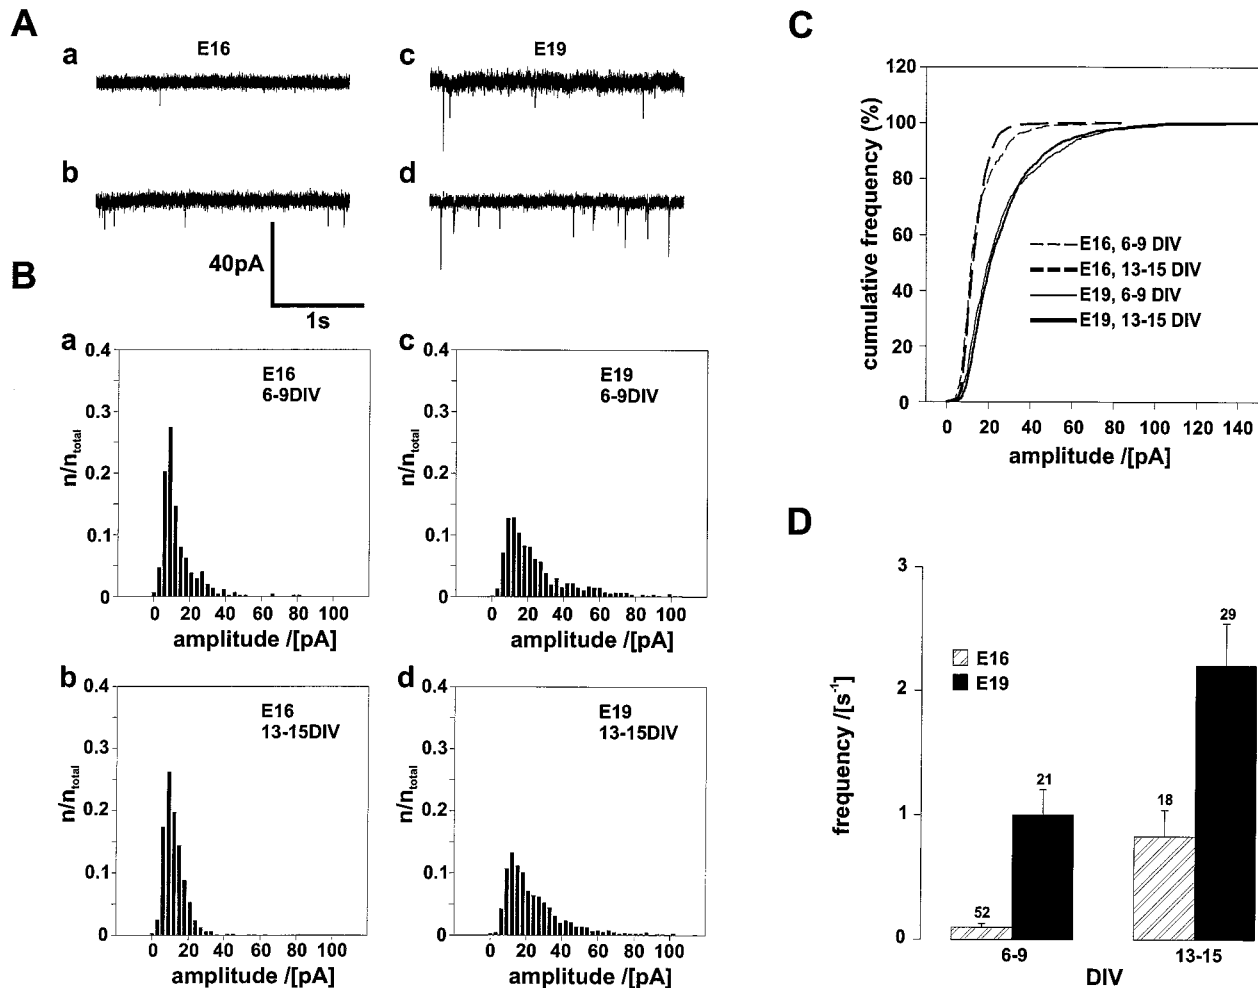 A
E16
E19
a
c
b
d
40pA
1s
B
a
0.4
0.3
0.2
0.1
0
n/ntotal
E16
6-9DIV
0 20 40 60 80 100
amplitude /[pA]
c
0.4
0.3
0.2
0.1
0
n/ntotal
E19
6-9DIV
0 20 40 60 80 100
amplitude /[pA]
b
0.4
0.3
0.2
0.1
0
n/ntotal
E16
13-15DIV
0 20 40 60 80 100
amplitude /[pA]
d
0.4
0.3
0.2
0.1
0
n/ntotal
E19
13-15DIV
0 20 40 60 80 100
amplitude /[pA]
C
120
100
80
60
40
20
0
cumulative frequency (%)
E16, 6-9 DIV
E16, 13-15 DIV
E19, 6-9 DIV
E19, 13-15 DIV
0 20 40 60 80 100 120 140
amplitude /[pA]
D
3
2
1
0
frequency /[s-1]
E16
E19
52
21
18
29
6-9
13-15
DIV